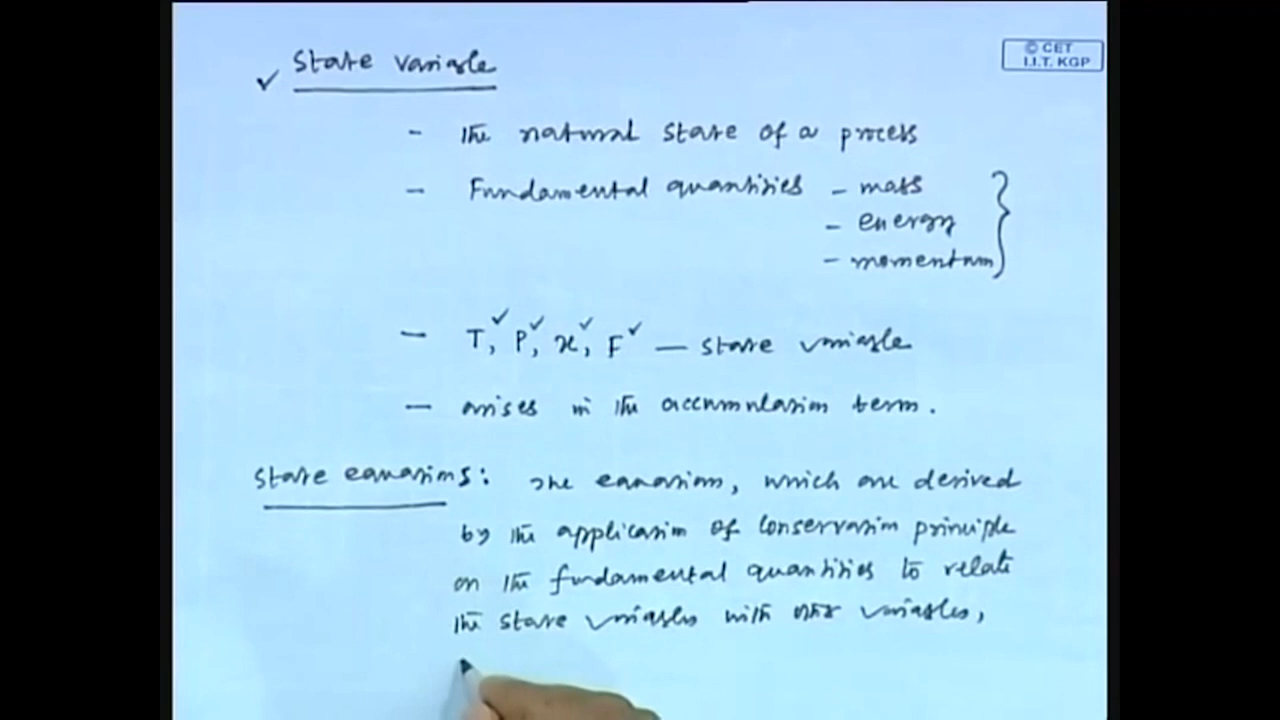 © CET
I.I.T. KGP
✓ State variable
- The natural state of a process
- Fundamental quantities - mass
- energy
- momentum
- T, P, x, F - state variable
- arises in the accumulation term.
State equations: The equations, which are derived
by the application of conservation principle
on the fundamental quantities to relate
the state variables with other variables,